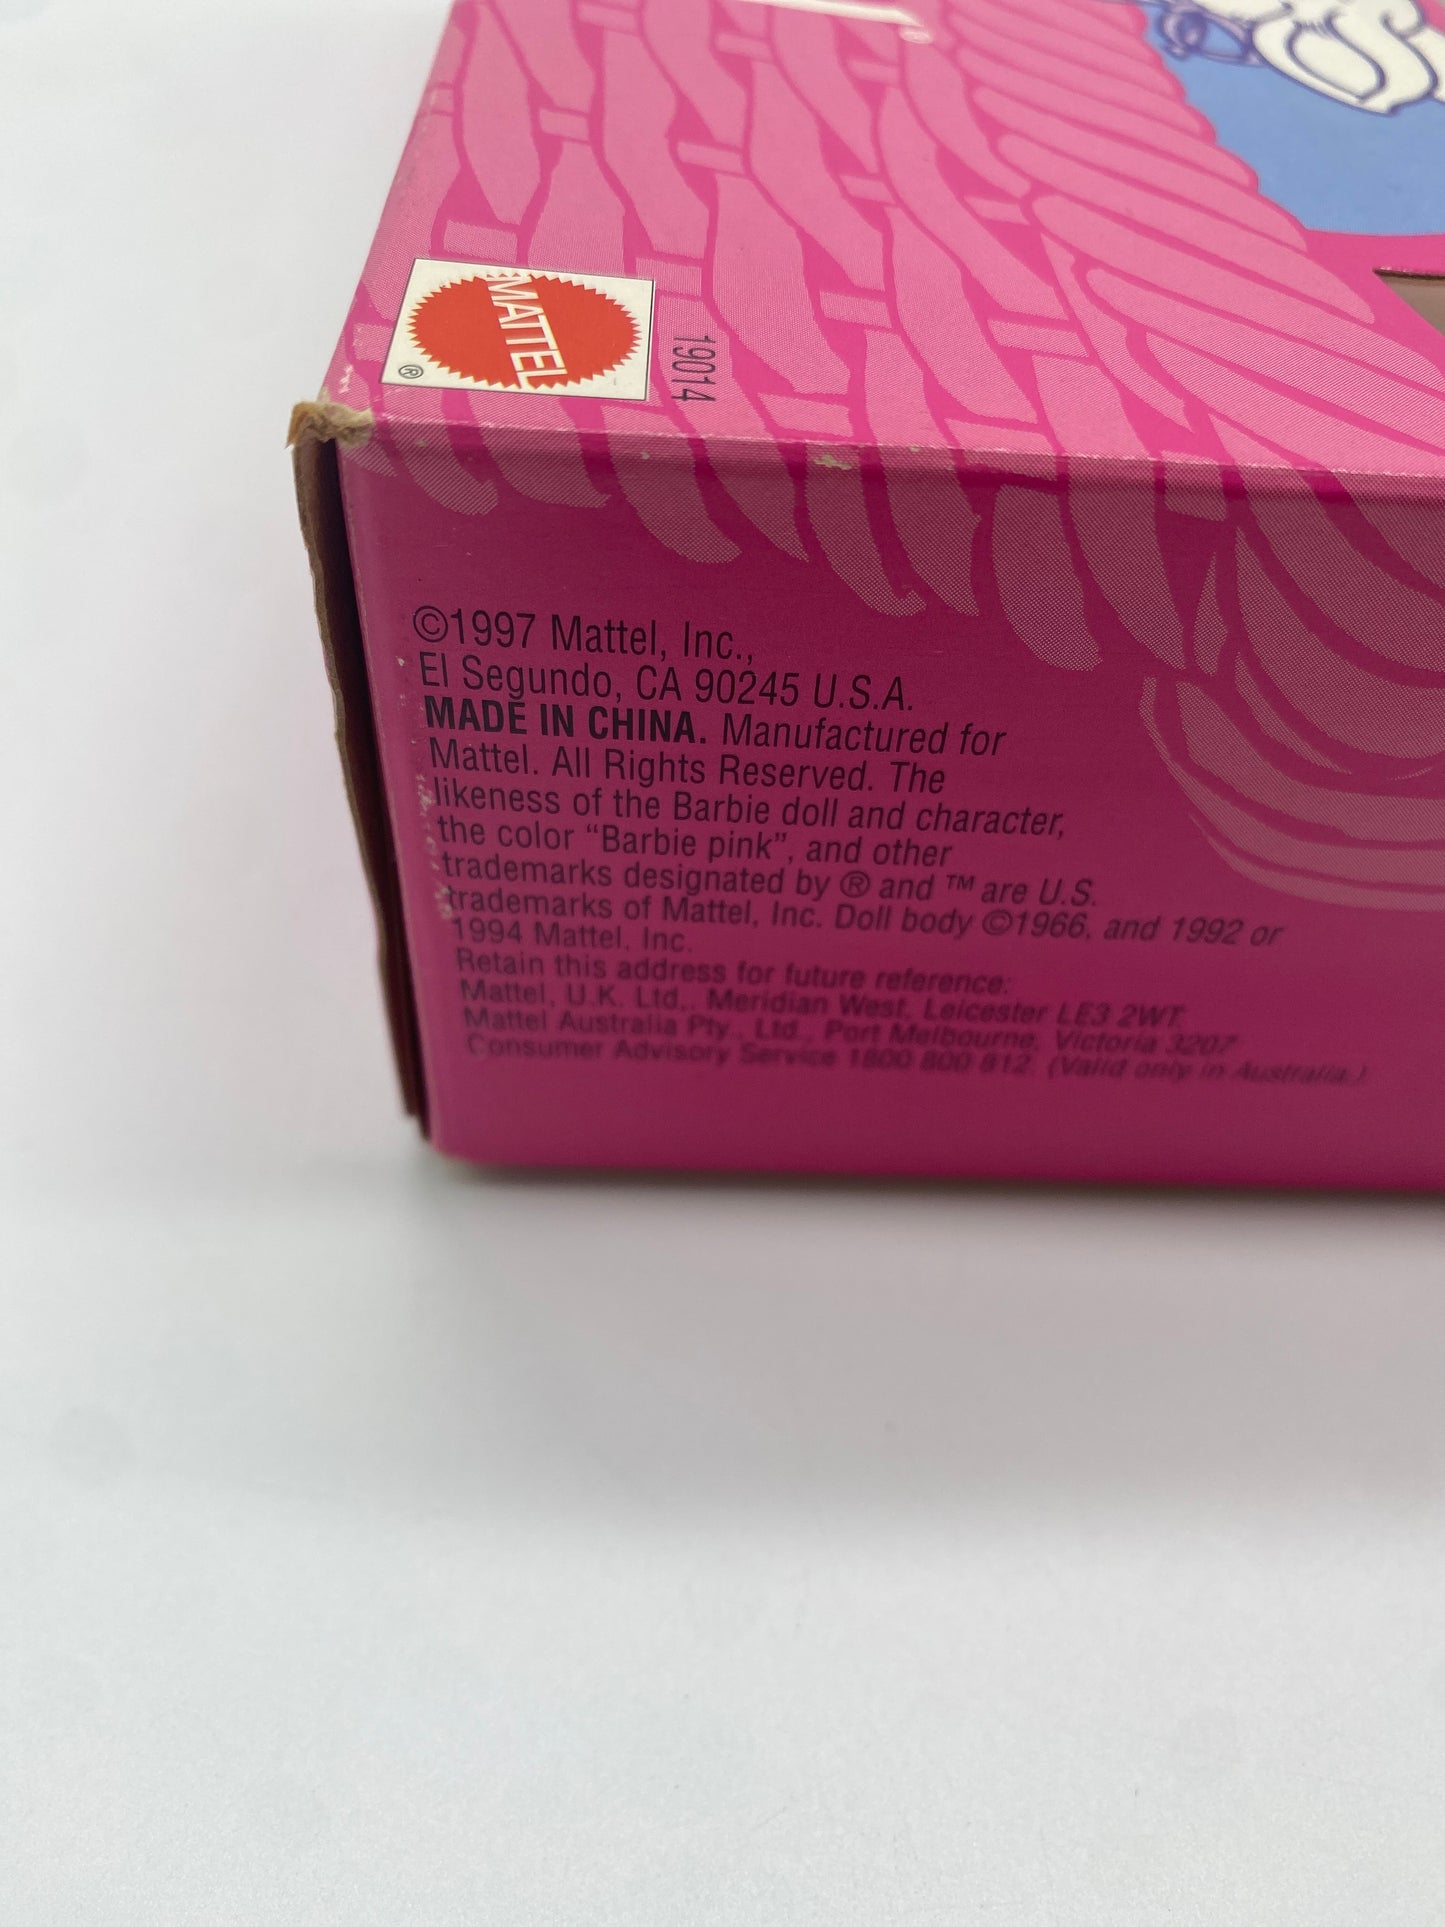 ®
MATTEL
®
19014
©1997 Mattel, Inc.,
El Segundo, CA 90245 U.S.A.
MADE IN CHINA. Manufactured for
Mattel. All Rights Reserved. The
likeness of the Barbie doll and character,
the color “Barbie pink”, and other
trademarks designated by ® and ™ are U.S.
trademarks of Mattel, Inc. Doll body ©1966, and 1992 or
1994 Mattel, Inc.
Retain this address for future reference:
Mattel, U.K. Ltd., Meridian West, Leicester LE3 2WT.
Mattel Australia Pty., Ltd., Port Melbourne, Victoria 3207
Consumer Advisory Service 1800 800 812. (Valid only in Australia.)